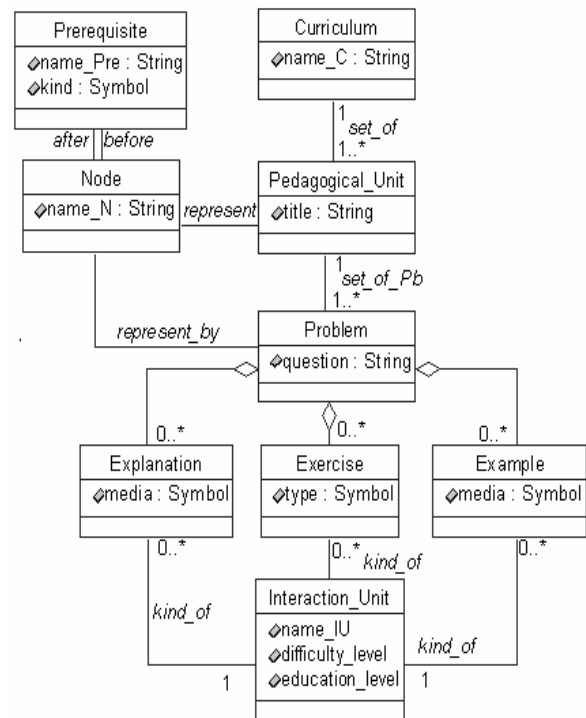 Prerequisite
name_Pre : String
kind : Symbol
Curriculum
name_C : String
after before
1
set_of
1..*
Node
name_N : String
represent
Pedagogical_Unit
title : String
1
set_of_Pb
1..*
represent_by
Problem
question : String
0..*
0..*
0..*
Explanation
media : Symbol
Exercise
type : Symbol
Example
media : Symbol
0..*
0..*
kind_of
0..*
kind_of
Interaction_Unit
name_IU
difficulty_level
education_level
kind_of
1
1